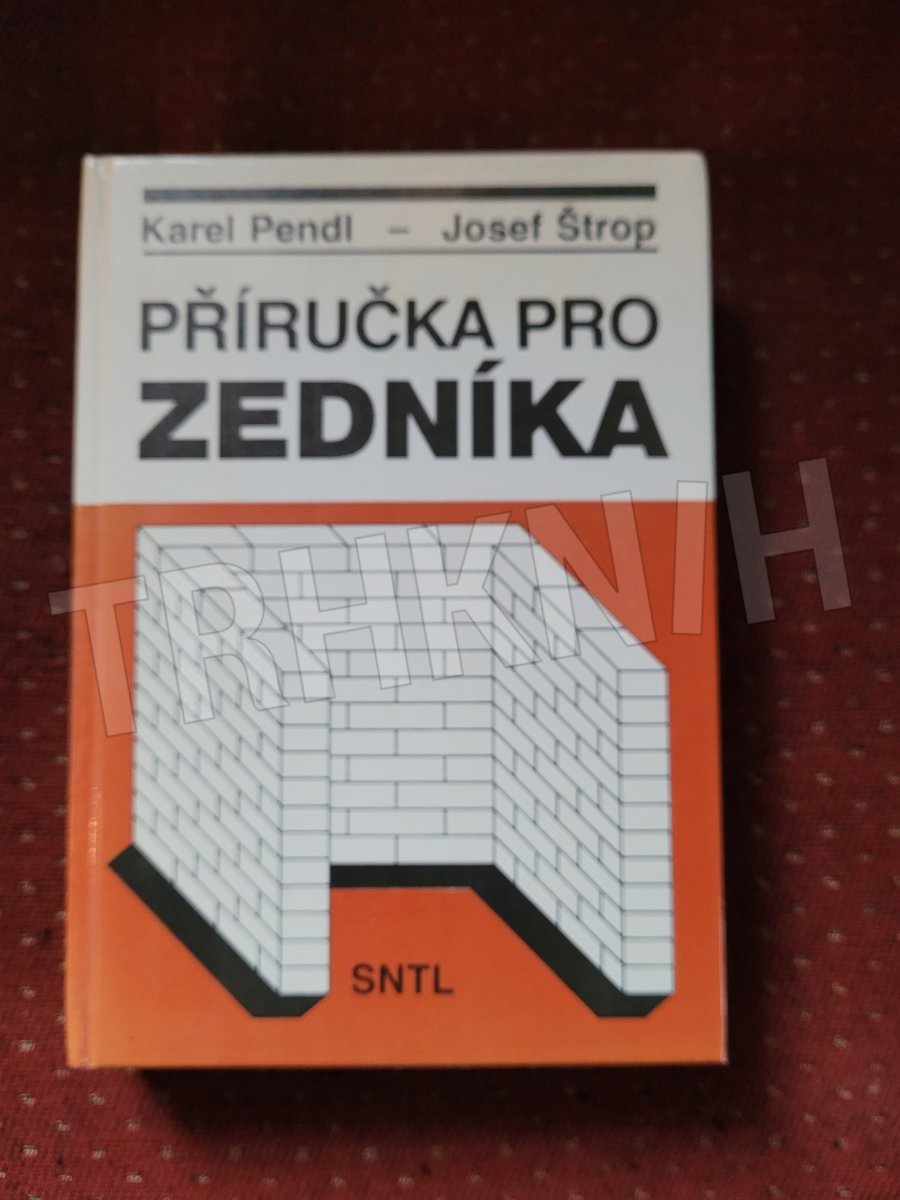 Karel Pendl – Josef Štrop
PŘÍRUČKA PRO
ZEDNÍKA
TRHKNIH
SNTL